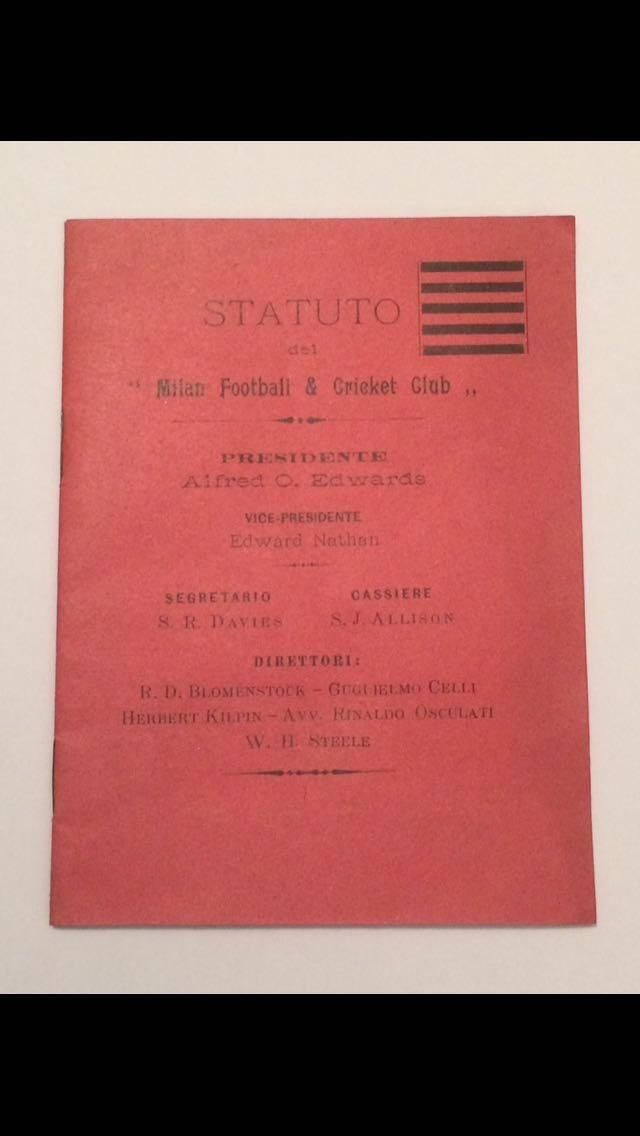 STATUTO
del
“ Milan Football & Cricket Club „
PRESIDENTE
Alfred O. Edwards
VICE-PRESIDENTE
Edward Nathan
SEGRETARIO CASSIERE
S. R. DAVIES S. J. ALLISON
DIRETTORI:
R. D. BLOMENSTOCK – GUGLIELMO CELLI
HERBERT KILPIN – AVV. RINALDO OSCULATI
W. H. STEELE